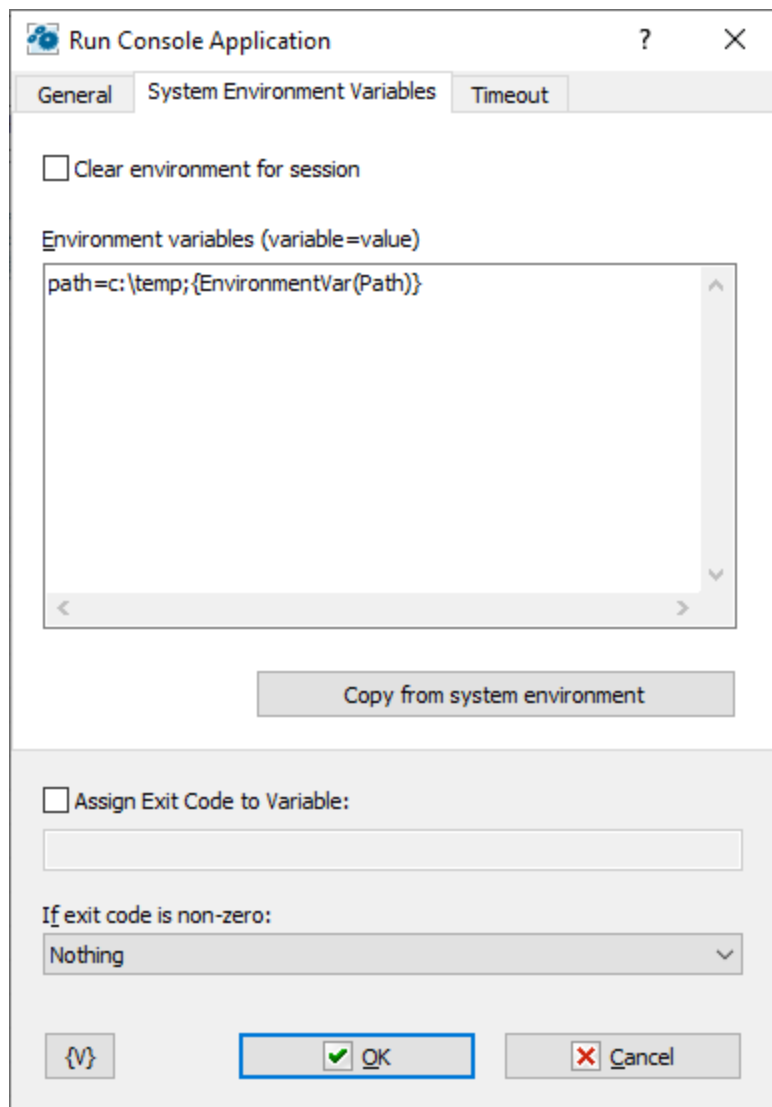 Run Console Application
?
General
System Environment Variables
Timeout
Clear environment for session
Environment variables (variable=value)
path=c:\temp;{EnvironmentVar(Path)}
Copy from system environment
Assign Exit Code to Variable:
If exit code is non-zero:
Nothing
{V}
OK
Cancel